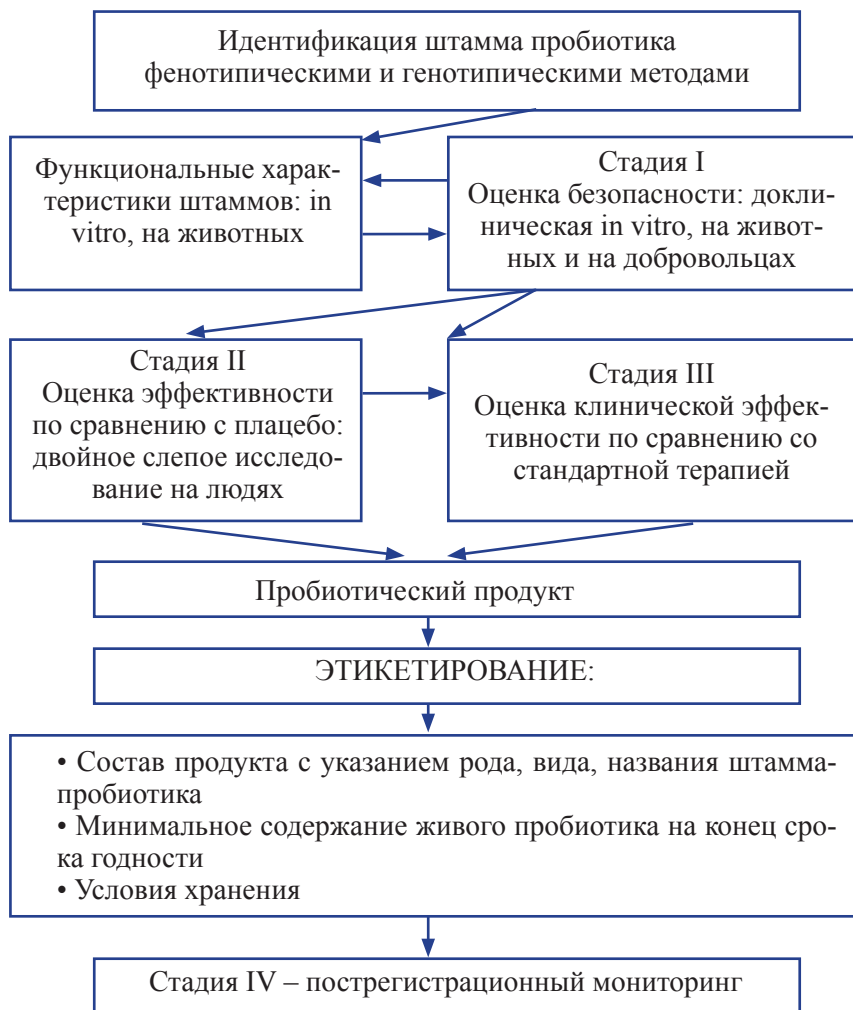 Идентификация штамма пробиотика
фенотипическими и генотипическими методами
Функциональные харак-
теристики штаммов: in
vitro, на животных
Стадия I
Оценка безопасности: докли-
ническая in vitro, на живот-
ных и на добровольцах
Стадия II
Оценка эффективности
по сравнению с плацебо:
двойное слепое исследо-
вание на людях
Стадия III
Оценка клинической эффек-
тивности по сравнению со
стандартной терапией
Пробиотический продукт
ЭТИКЕТИРОВАНИЕ:
• Состав продукта с указанием рода, вида, названия штамма-
пробиотика
• Минимальное содержание живого пробиотика на конец сро-
ка годности
• Условия хранения
Стадия IV – пострегистрационный мониторинг